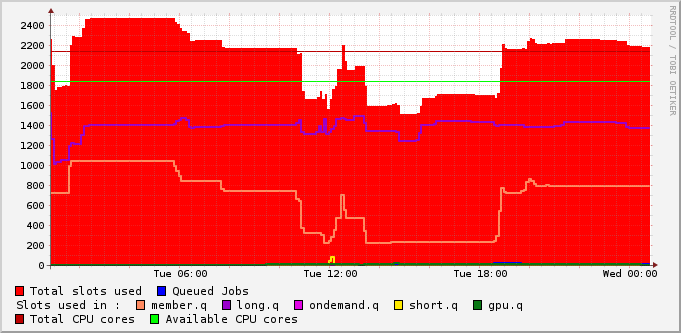 RRDTOOL / TOBI OETIKER
2400
2200
2000
1800
1600
1400
1200
1000
800
600
400
200
0
Tue 06:00 Tue 12:00 Tue 18:00 Wed 00:00
Total slots used Queued Jobs
Slots used in : member.q long.q ondemand.q short.q gpu.q
Total CPU cores Available CPU cores